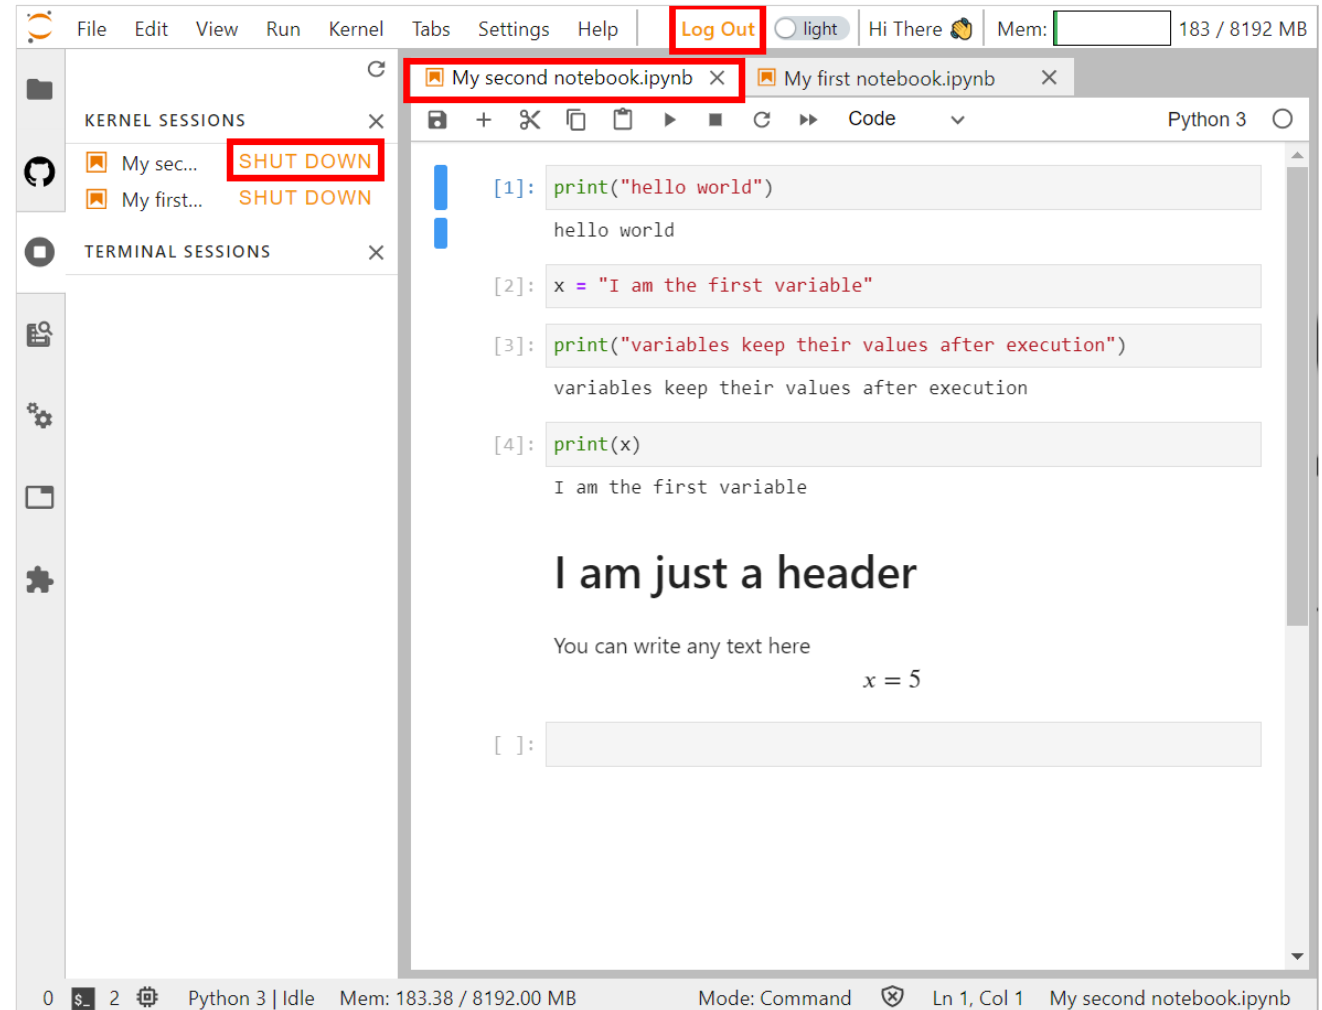 File Edit View Run Kernel Tabs Settings Help Log Out light Hi There 👋 Mem: 183 / 8192 MB
My second notebook.ipynb My first notebook.ipynb
Code Python 3
KERNEL SESSIONS
My sec... SHUT DOWN
My first... SHUT DOWN
TERMINAL SESSIONS
[1]: print("hello world")
hello world
[2]: x = "I am the first variable"
[3]: print("variables keep their values after execution")
variables keep their values after execution
[4]: print(x)
I am the first variable
I am just a header
You can write any text here
x = 5
[ ]:
0 $_ 2 Python 3 | Idle Mem: 183.38 / 8192.00 MB Mode: Command Ln 1, Col 1 My second notebook.ipynb